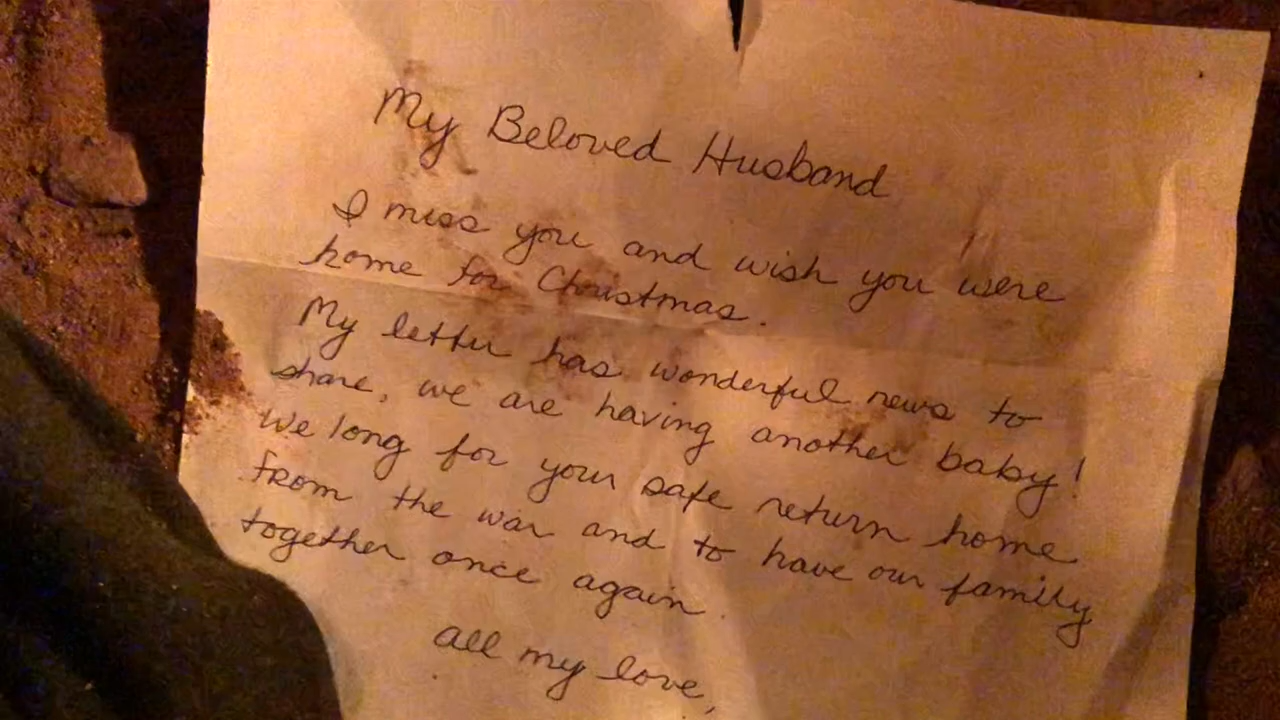 My Beloved Husband
I miss you and wish you were
home for Christmas.
My letter has wonderful news to
share, we are having another baby!
We long for your safe return home
from the war and to have our family
together once again.
All my love,